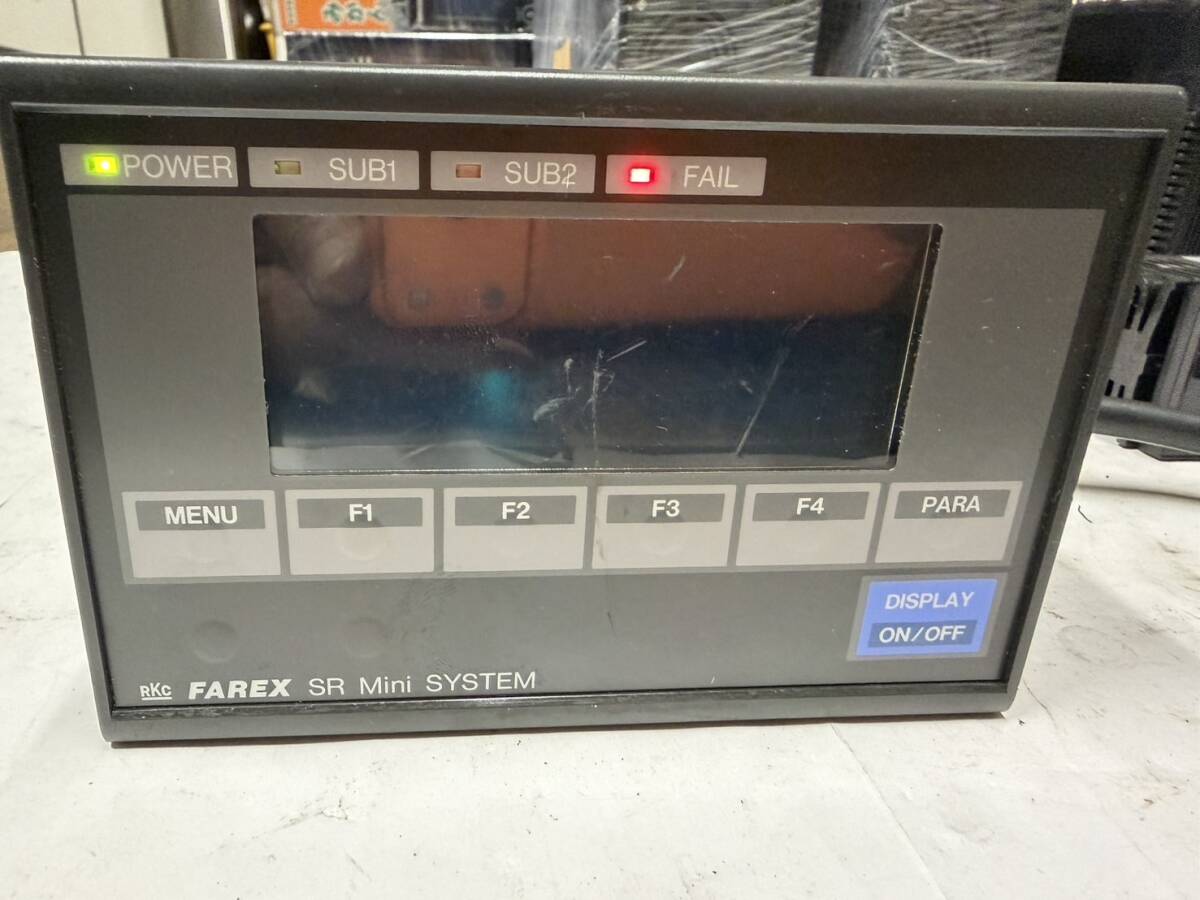 POWER SUB1 SUB2 FAIL
MENU F1 F2 F3 F4 PARA
DISPLAY
ON/OFF
RKC FAREX SR Mini SYSTEM